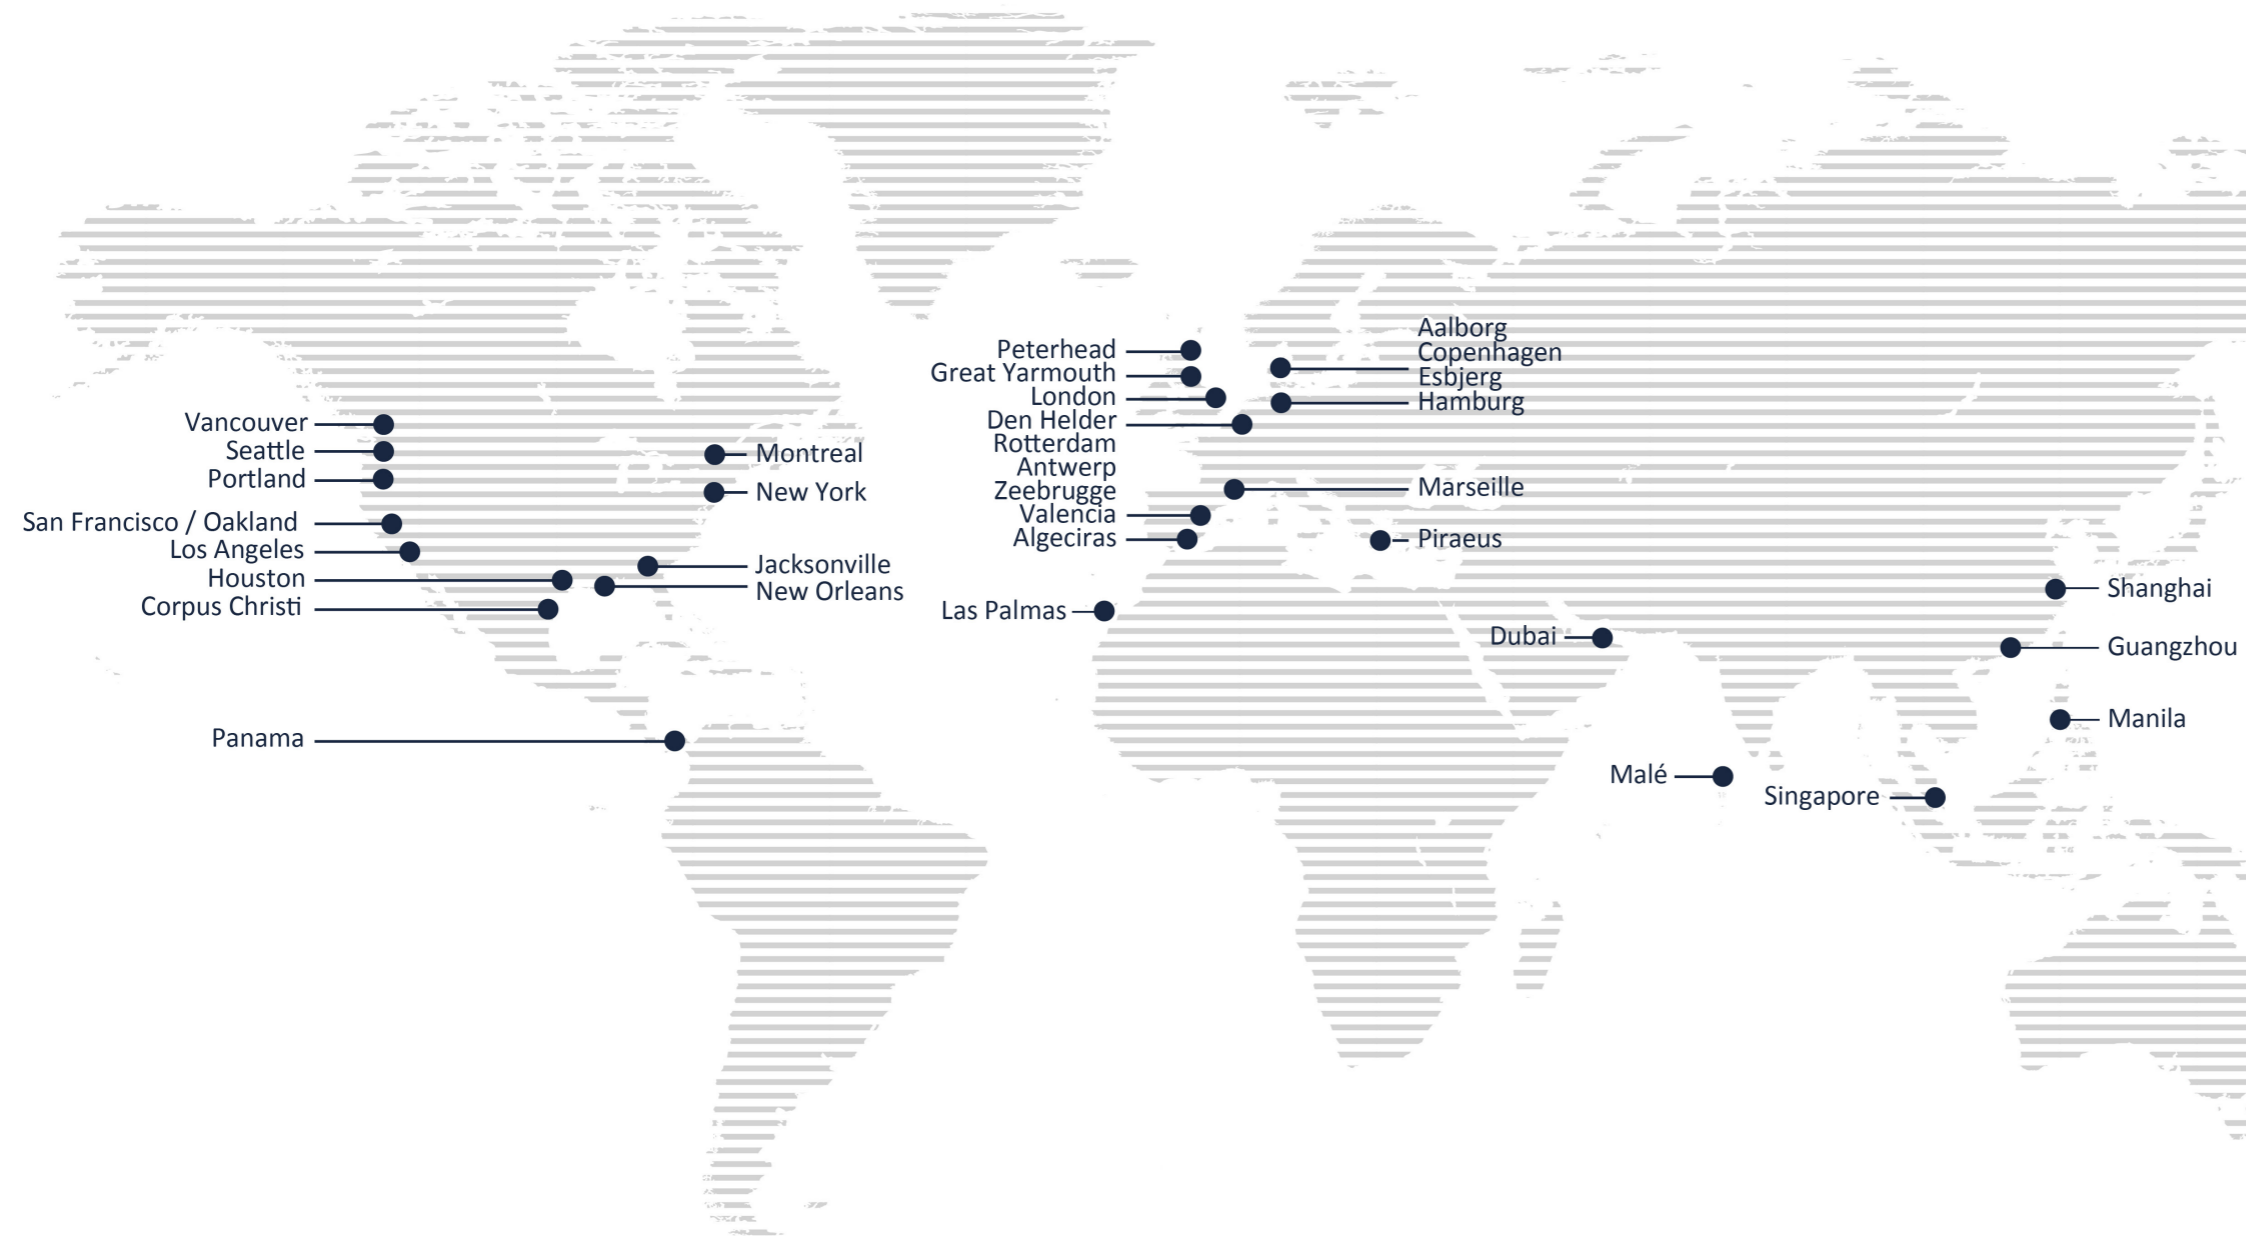 Vancouver
Seattle
Portland
San Francisco / Oakland
Los Angeles
Houston
Corpus Christi
Panama
Montreal
New York
Jacksonville
New Orleans
Peterhead
Great Yarmouth
London
Den Helder
Rotterdam
Antwerp
Zeebrugge
Valencia
Algeciras
Las Palmas
Aalborg
Copenhagen
Esbjerg
Hamburg
Marseille
Piraeus
Dubai
Malé
Singapore
Shanghai
Guangzhou
Manila